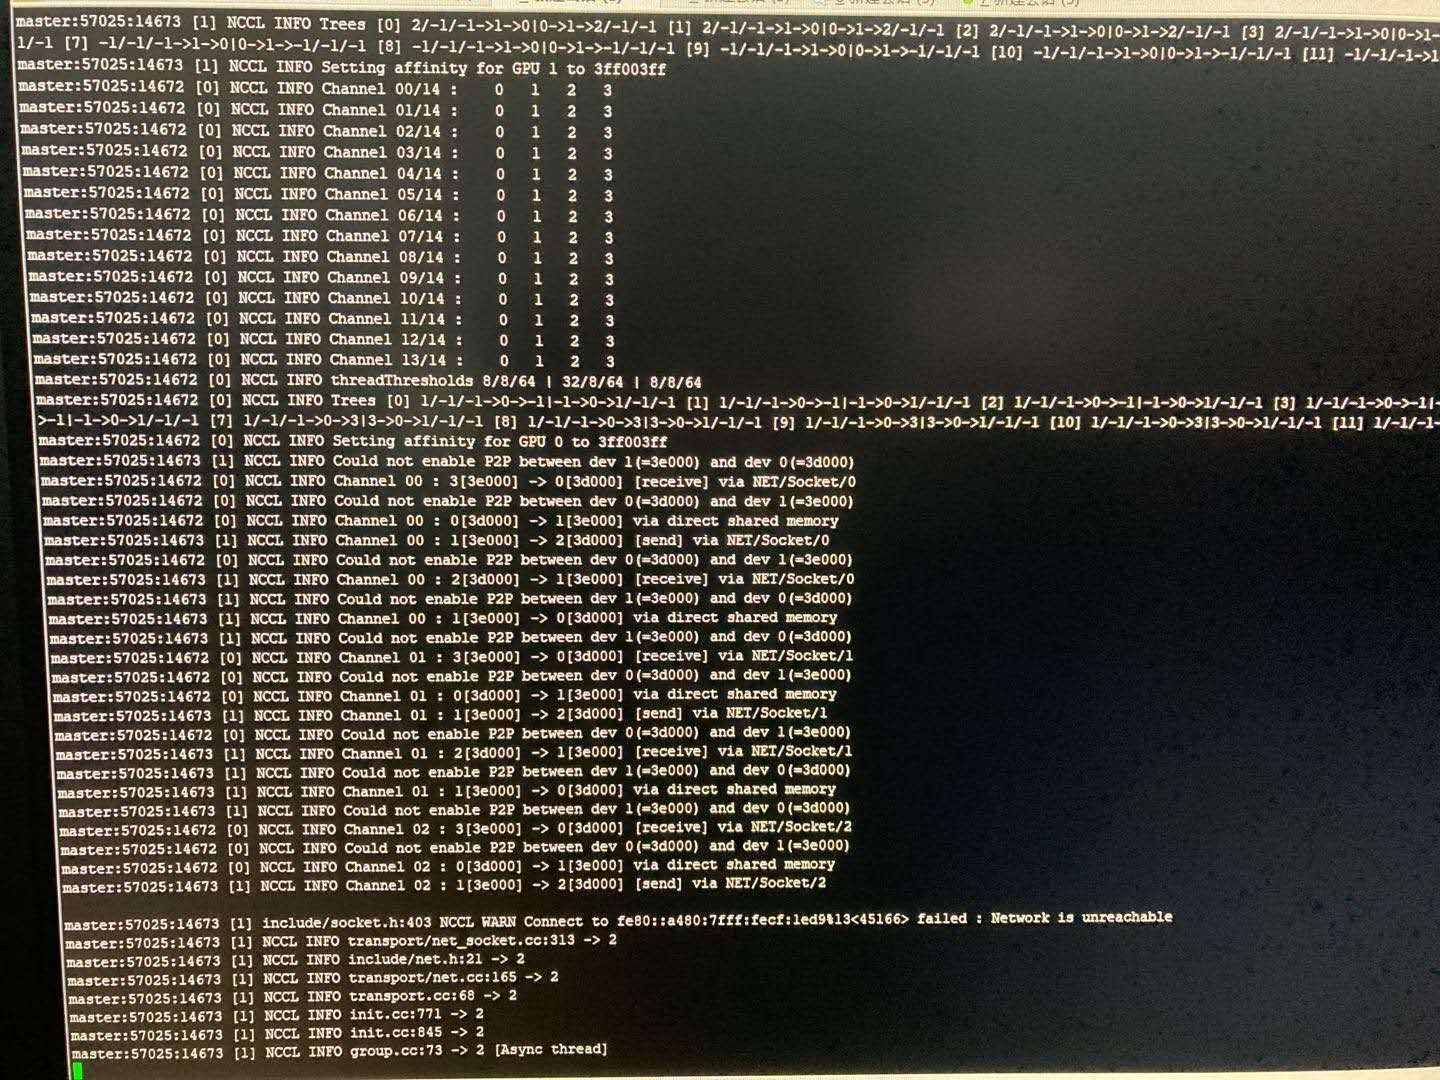 master:57025:14673 [1] NCCL INFO Trees [0] 2/-1/-1->1->0|0->1->2/-1/-1 [1] 2/-1/-1->1->0|0->1->2/-1/-1 [2] 2/-1/-1->1->0|0->1->2/-1/-1 [3] 2/-1/-1->1->0|0->1-
1/-1 [7] -1/-1/-1->1->0|0->1->-1/-1/-1 [8] -1/-1/-1->1->0|0->1->-1/-1/-1 [9] -1/-1/-1->1->0|0->1->-1/-1/-1 [10] -1/-1/-1->1->0|0->1->-1/-1/-1 [11] -1/-1/-1->1
master:57025:14673 [1] NCCL INFO Setting affinity for GPU 1 to 3ff003ff
master:57025:14672 [0] NCCL INFO Channel 00/14 : 0 1 2 3
master:57025:14672 [0] NCCL INFO Channel 01/14 : 0 1 2 3
master:57025:14672 [0] NCCL INFO Channel 02/14 : 0 1 2 3
master:57025:14672 [0] NCCL INFO Channel 03/14 : 0 1 2 3
master:57025:14672 [0] NCCL INFO Channel 04/14 : 0 1 2 3
master:57025:14672 [0] NCCL INFO Channel 05/14 : 0 1 2 3
master:57025:14672 [0] NCCL INFO Channel 06/14 : 0 1 2 3
master:57025:14672 [0] NCCL INFO Channel 07/14 : 0 1 2 3
master:57025:14672 [0] NCCL INFO Channel 08/14 : 0 1 2 3
master:57025:14672 [0] NCCL INFO Channel 09/14 : 0 1 2 3
master:57025:14672 [0] NCCL INFO Channel 10/14 : 0 1 2 3
master:57025:14672 [0] NCCL INFO Channel 11/14 : 0 1 2 3
master:57025:14672 [0] NCCL INFO Channel 12/14 : 0 1 2 3
master:57025:14672 [0] NCCL INFO Channel 13/14 : 0 1 2 3
master:57025:14672 [0] NCCL INFO threadThresholds 8/8/64 | 32/8/64 | 8/8/64
master:57025:14672 [0] NCCL INFO Trees [0] 1/-1/-1->0->-1|-1->0->1/-1/-1 [1] 1/-1/-1->0->-1|-1->0->1/-1/-1 [2] 1/-1/-1->0->-1|-1->0->1/-1/-1 [3] 1/-1/-1->0->-1|-
>-1|-1->0->1/-1/-1 [7] 1/-1/-1->0->3|3->0->1/-1/-1 [8] 1/-1/-1->0->3|3->0->1/-1/-1 [9] 1/-1/-1->0->3|3->0->1/-1/-1 [10] 1/-1/-1->0->3|3->0->1/-1/-1 [11] 1/-1/-1-
master:57025:14672 [0] NCCL INFO Setting affinity for GPU 0 to 3ff003ff
master:57025:14673 [1] NCCL INFO Could not enable P2P between dev 1(=3e000) and dev 0(=3d000)
master:57025:14672 [0] NCCL INFO Channel 00 : 3[3e000] -> 0[3d000] [receive] via NET/Socket/0
master:57025:14672 [0] NCCL INFO Could not enable P2P between dev 0(=3d000) and dev 1(=3e000)
master:57025:14672 [0] NCCL INFO Channel 00 : 0[3d000] -> 1[3e000] via direct shared memory
master:57025:14673 [1] NCCL INFO Channel 00 : 1[3e000] -> 2[3d000] [send] via NET/Socket/0
master:57025:14672 [0] NCCL INFO Could not enable P2P between dev 0(=3d000) and dev 1(=3e000)
master:57025:14673 [1] NCCL INFO Channel 00 : 2[3d000] -> 1[3e000] [receive] via NET/Socket/0
master:57025:14673 [1] NCCL INFO Could not enable P2P between dev 1(=3e000) and dev 0(=3d000)
master:57025:14673 [1] NCCL INFO Channel 00 : 1[3e000] -> 0[3d000] via direct shared memory
master:57025:14673 [1] NCCL INFO Could not enable P2P between dev 1(=3e000) and dev 0(=3d000)
master:57025:14672 [0] NCCL INFO Channel 01 : 3[3e000] -> 0[3d000] [receive] via NET/Socket/1
master:57025:14672 [0] NCCL INFO Could not enable P2P between dev 0(=3d000) and dev 1(=3e000)
master:57025:14672 [0] NCCL INFO Channel 01 : 0[3d000] -> 1[3e000] via direct shared memory
master:57025:14673 [1] NCCL INFO Channel 01 : 1[3e000] -> 2[3d000] [send] via NET/Socket/1
master:57025:14672 [0] NCCL INFO Could not enable P2P between dev 0(=3d000) and dev 1(=3e000)
master:57025:14673 [1] NCCL INFO Channel 01 : 2[3d000] -> 1[3e000] [receive] via NET/Socket/1
master:57025:14673 [1] NCCL INFO Could not enable P2P between dev 1(=3e000) and dev 0(=3d000)
master:57025:14673 [1] NCCL INFO Channel 01 : 1[3e000] -> 0[3d000] via direct shared memory
master:57025:14673 [1] NCCL INFO Could not enable P2P between dev 1(=3e000) and dev 0(=3d000)
master:57025:14672 [0] NCCL INFO Channel 02 : 3[3e000] -> 0[3d000] [receive] via NET/Socket/2
master:57025:14672 [0] NCCL INFO Could not enable P2P between dev 0(=3d000) and dev 1(=3e000)
master:57025:14672 [0] NCCL INFO Channel 02 : 0[3d000] -> 1[3e000] via direct shared memory
master:57025:14673 [1] NCCL INFO Channel 02 : 1[3e000] -> 2[3d000] [send] via NET/Socket/2
master:57025:14673 [1] include/socket.h:403 NCCL WARN Connect to fe80::a480:7fff:fecf:1ed9%13<45166> failed : Network is unreachable
master:57025:14673 [1] NCCL INFO transport/net_socket.cc:313 -> 2
master:57025:14673 [1] NCCL INFO include/net.h:21 -> 2
master:57025:14673 [1] NCCL INFO transport/net.cc:165 -> 2
master:57025:14673 [1] NCCL INFO transport.cc:68 -> 2
master:57025:14673 [1] NCCL INFO init.cc:771 -> 2
master:57025:14673 [1] NCCL INFO init.cc:845 -> 2
master:57025:14673 [1] NCCL INFO group.cc:73 -> 2 [Async thread]